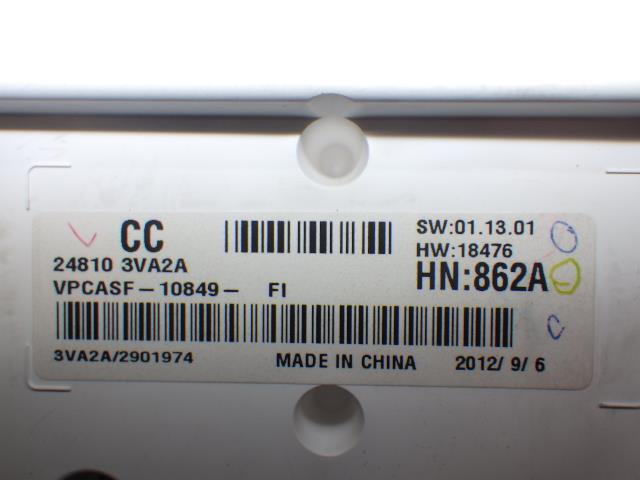 CC
SW:01.13.01
HW:18476
24810 3VA2A
HN:862A
VPCASF-10849- FI
3VA2A/2901974 MADE IN CHINA 2012/ 9/ 6